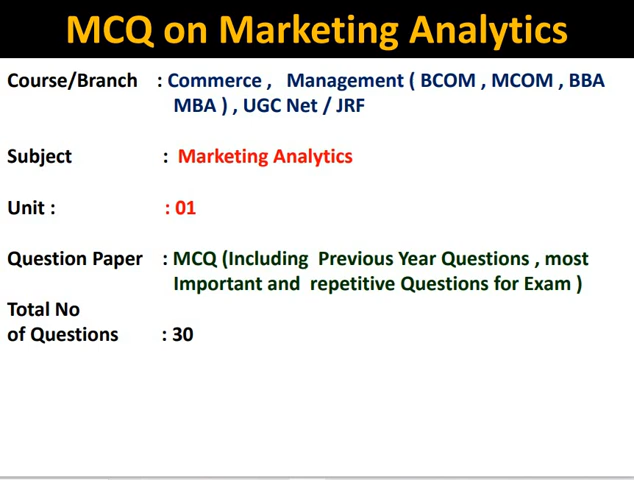 MCQ on Marketing Analytics
Course/Branch : Commerce , Management ( BCOM , MCOM , BBA
MBA ) , UGC Net / JRF
Subject : Marketing Analytics
Unit : : 01
Question Paper : MCQ (Including Previous Year Questions , most
Important and repetitive Questions for Exam )
Total No
of Questions : 30